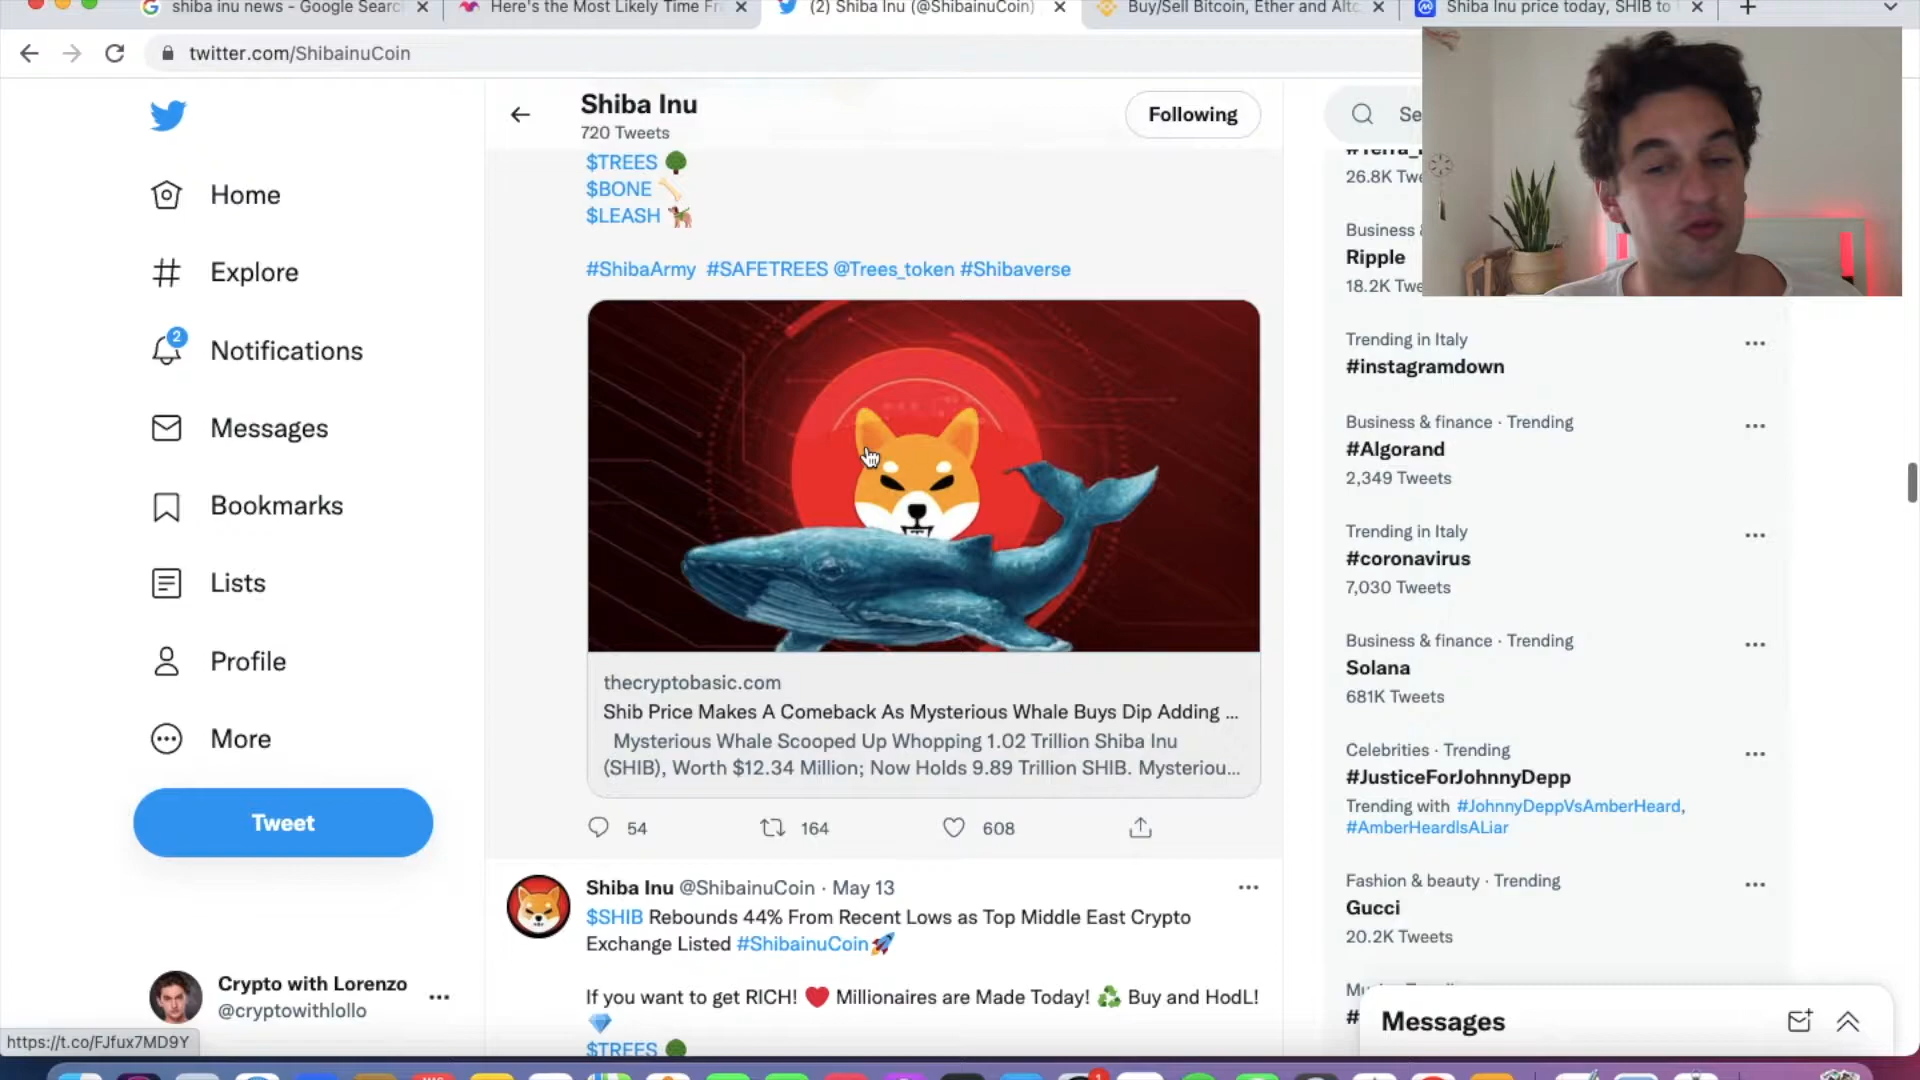 shiba inu news - Google Searc
Here's the Most Likely Time Fr
(2) Shiba Inu (@ShibainuCoin)
Buy/Sell Bitcoin, Ether and Altc
Shiba Inu price today, SHIB to
twitter.com/ShibainuCoin
Home
Explore
2
Notifications
Messages
Bookmarks
Lists
Profile
More
Tweet
Crypto with Lorenzo
@cryptowithlollo
https://t.co/FJfux7MD9Y
Shiba Inu
720 Tweets
Following
$TREES
$BONE
$LEASH
#ShibaArmy #SAFETREES @Trees_token #Shibaverse
thecryptobasic.com
Shib Price Makes A Comeback As Mysterious Whale Buys Dip Adding ...
Mysterious Whale Scooped Up Whopping 1.02 Trillion Shiba Inu
(SHIB), Worth $12.34 Million; Now Holds 9.89 Trillion SHIB. Mysteriou...
54
164
608
Shiba Inu @ShibainuCoin · May 13
$SHIB Rebounds 44% From Recent Lows as Top Middle East Crypto
Exchange Listed #ShibainuCoin
If you want to get RICH! Millionaires are Made Today! Buy and HodL!
$TREES
Se
26.8K Twe
Business
Ripple
18.2K Twe
Trending in Italy
#instagramdown
Business & finance · Trending
#Algorand
2,349 Tweets
Trending in Italy
#coronavirus
7,030 Tweets
Business & finance · Trending
Solana
681K Tweets
Celebrities · Trending
#JusticeForJohnnyDepp
Trending with #JohnnyDeppVsAmberHeard,
#AmberHeardIsALiar
Fashion & beauty · Trending
Gucci
20.2K Tweets
#
Messages